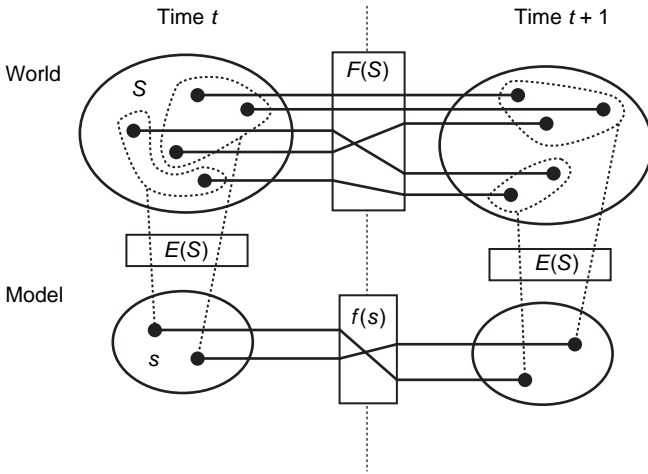 Time t
Time t + 1
World
S
F(S)
E(S)
E(S)
Model
f(s)
s